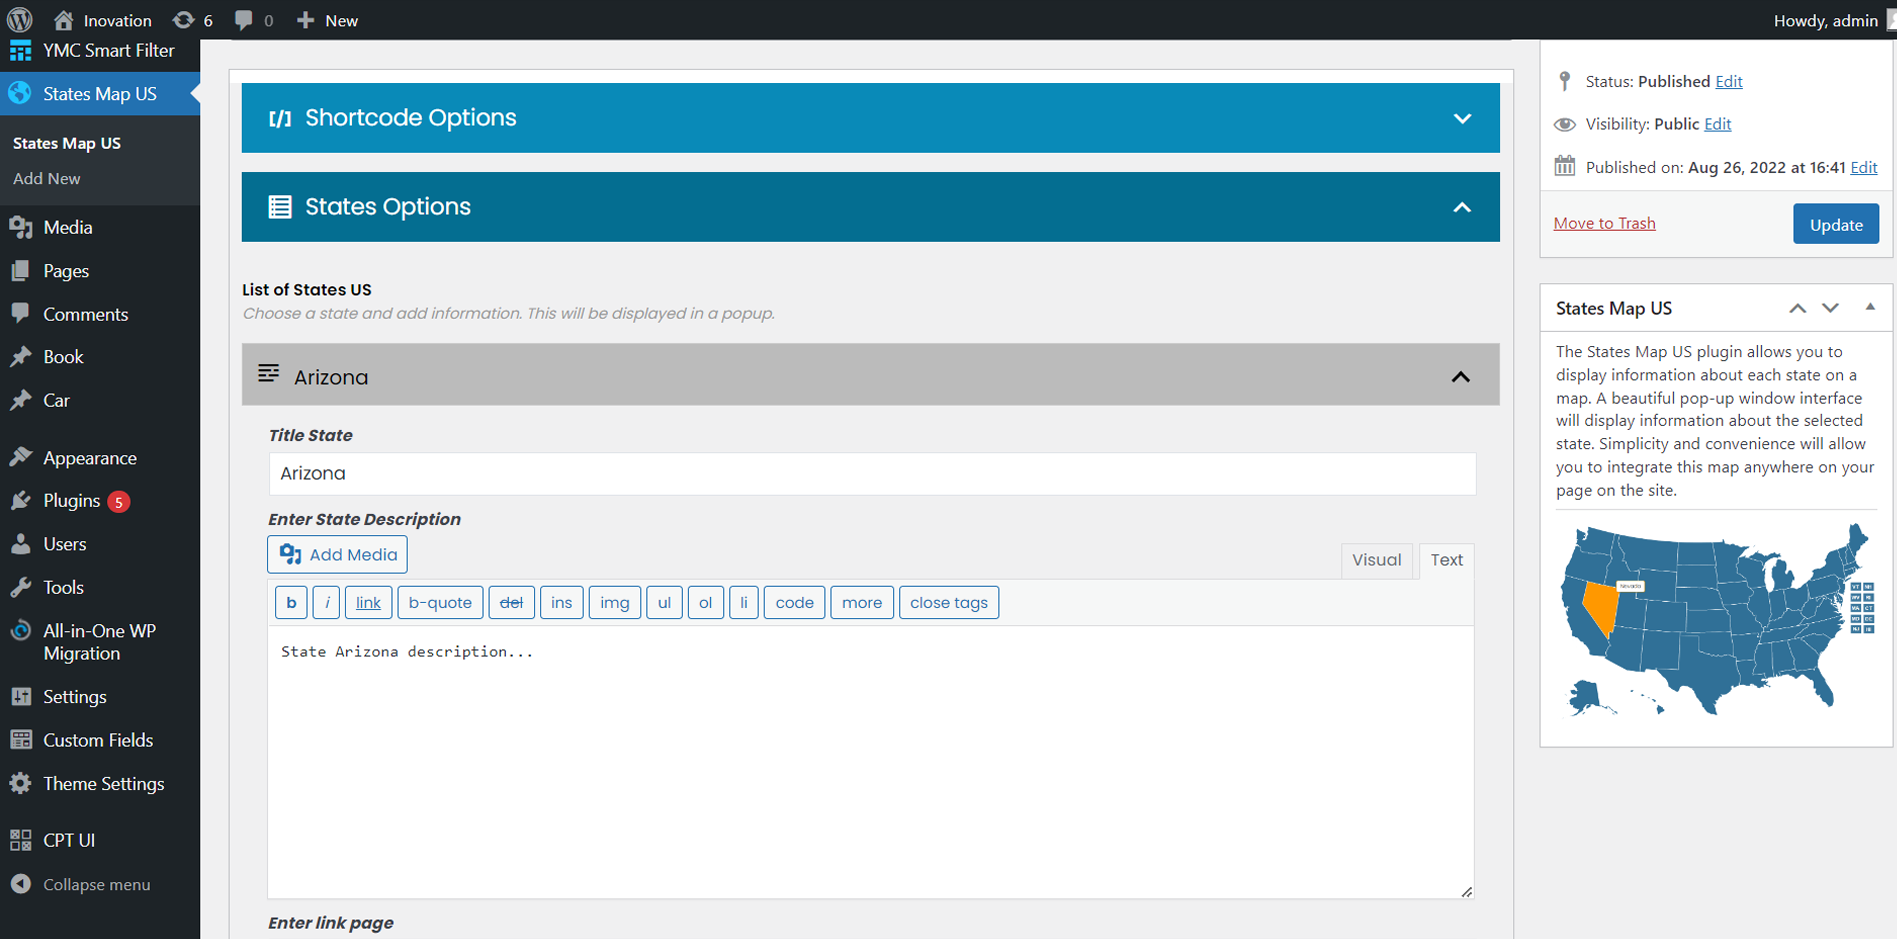 Inovation 6 0 New Howdy, admin
YMC Smart Filter
States Map US
States Map US
Add New
Media
Pages
Comments
Book
Car
Appearance
Plugins 5
Users
Tools
All-in-One WP
Migration
Settings
Custom Fields
Theme Settings
CPT UI
Collapse menu
[/] Shortcode Options
States Options
List of States US
Choose a state and add information. This will be displayed in a popup.
Arizona
Title State
Arizona
Enter State Description
Add Media
Visual Text
b i link b-quote del ins img ul ol li code more close tags
State Arizona description...
Enter link page
Status: Published Edit
Visibility: Public Edit
Published on: Aug 26, 2022 at 16:41 Edit
Move to Trash Update
States Map US
The States Map US plugin allows you to
display information about each state on a
map. A beautiful pop-up window interface
will display information about the selected
state. Simplicity and convenience will allow
you to integrate this map anywhere on your
page on the site.
Nevada